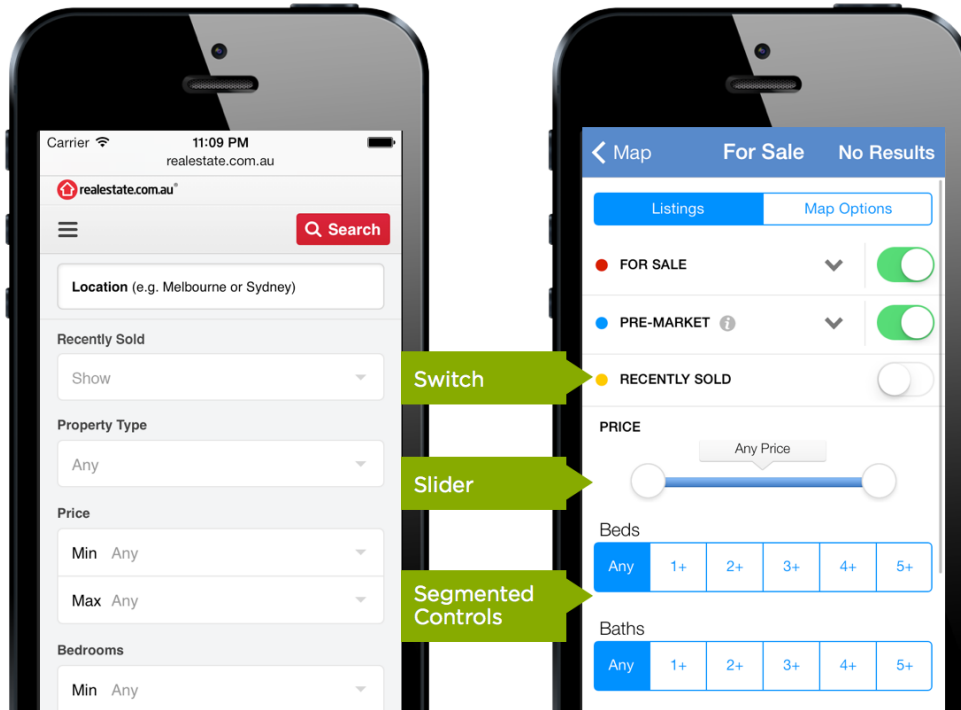 Carrier
11:09 PM
realestate.com.au
realestate.com.au®
Search
Location (e.g. Melbourne or Sydney)
Recently Sold
Show
Property Type
Any
Price
Min Any
Max Any
Bedrooms
Min Any
Switch
Slider
Segmented
Controls
Map
For Sale
No Results
Listings
Map Options
FOR SALE
PRE-MARKET i
RECENTLY SOLD
PRICE
Any Price
Beds
Any 1+ 2+ 3+ 4+ 5+
Baths
Any 1+ 2+ 3+ 4+ 5+